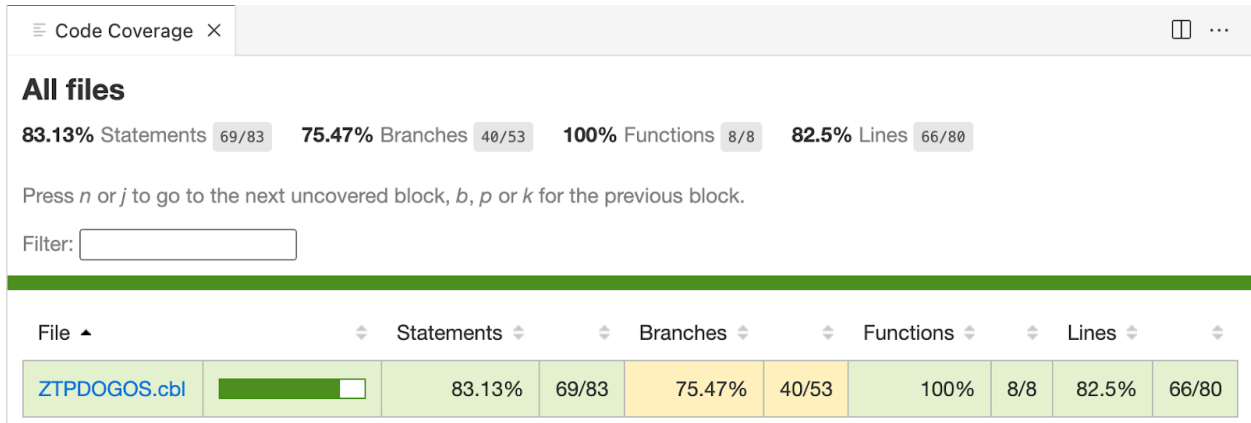 Code Coverage
All files
83.13% Statements 69/83 75.47% Branches 40/53 100% Functions 8/8 82.5% Lines 66/80
Press n or j to go to the next uncovered block, b, p or k for the previous block.
Filter:
File Statements Branches Functions Lines
ZTPDOGOS.cbl 83.13% 69/83 75.47% 40/53 100% 8/8 82.5% 66/80